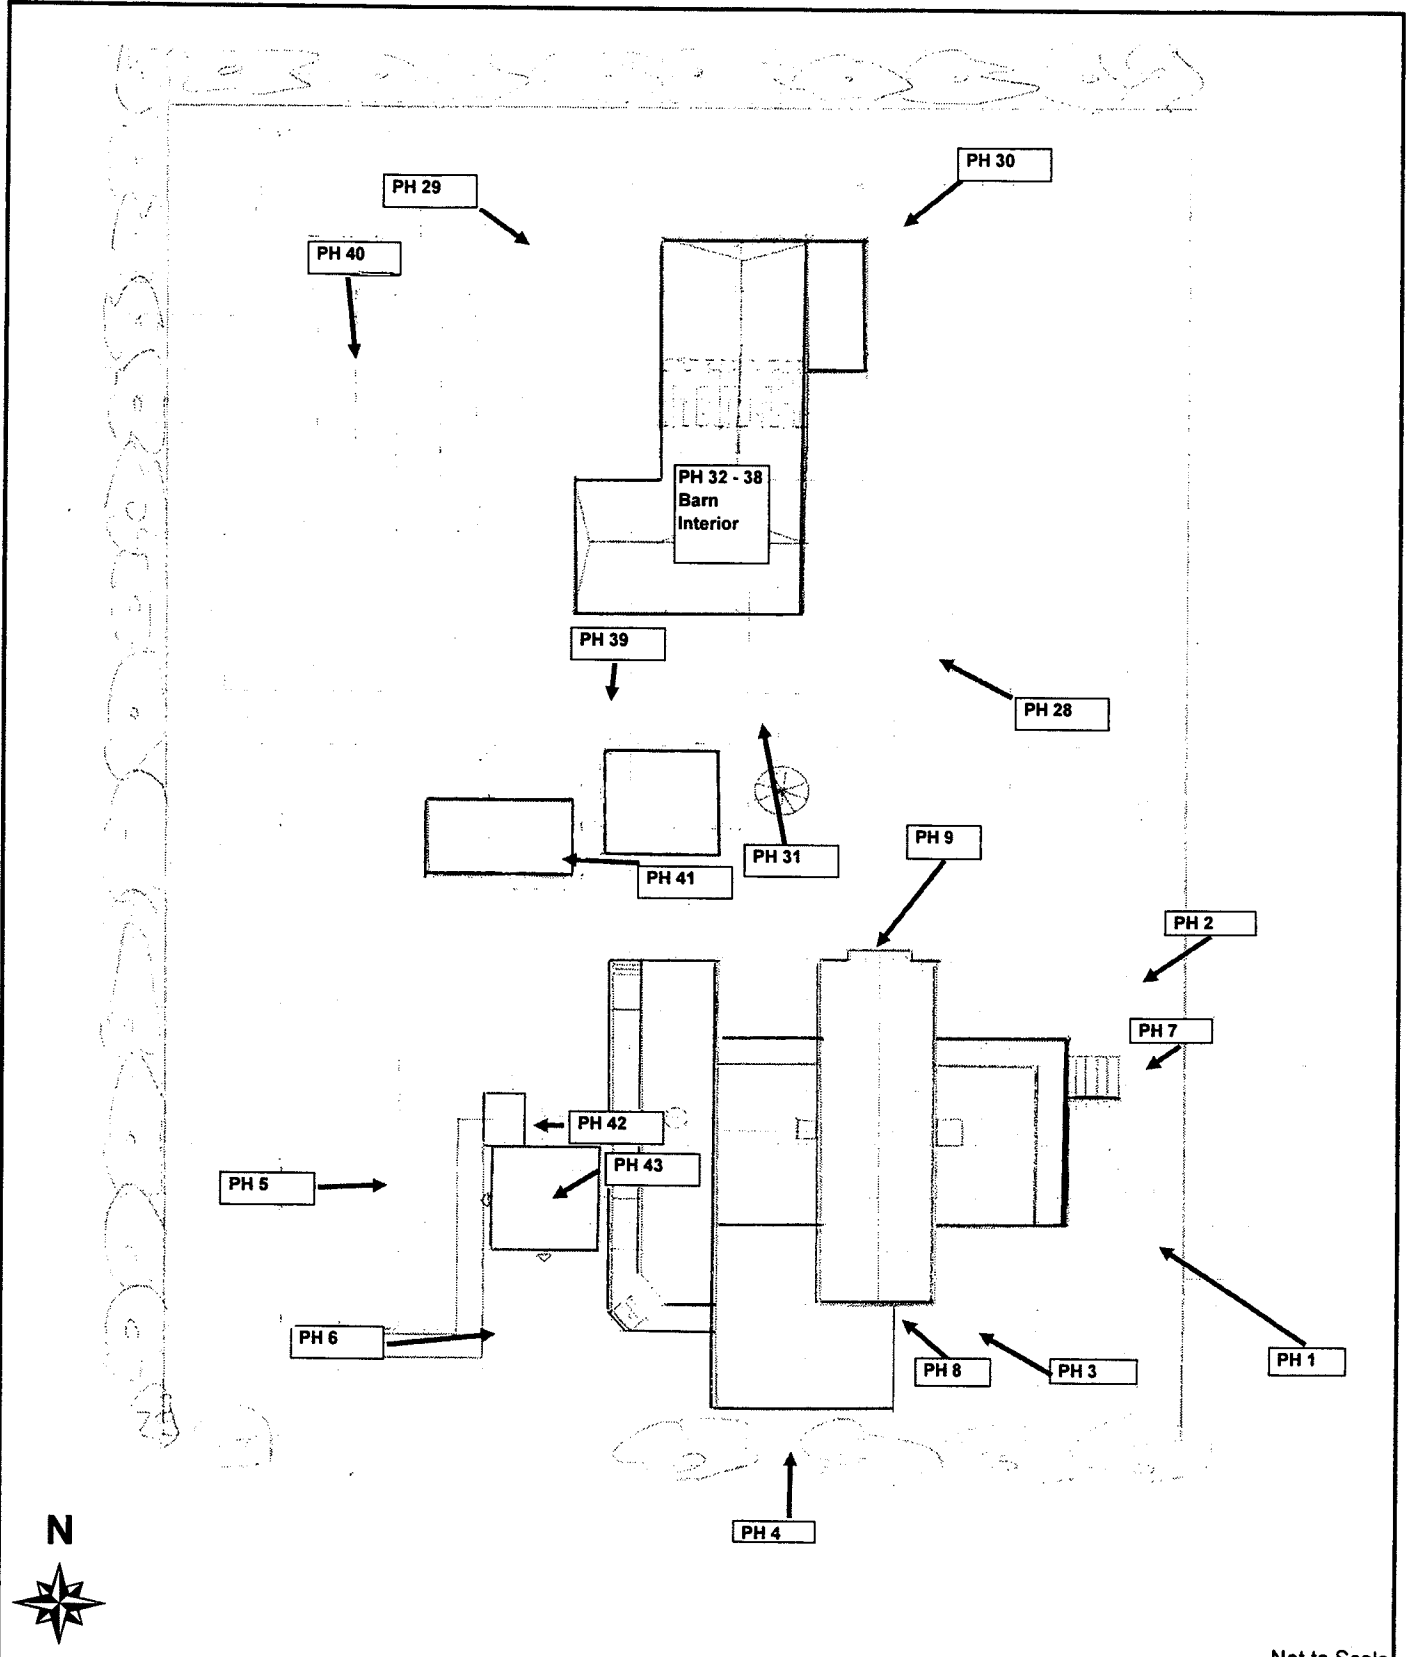 PH 30
PH 29
PH 40
PH 32 - 38
Barn
Interior
PH 39
PH 28
PH 9
PH 31
PH 41
PH 2
PH 7
PH 42
PH 43
PH 5
PH 6
PH 8
PH 3
PH 1
N
PH 4
Not to Scale